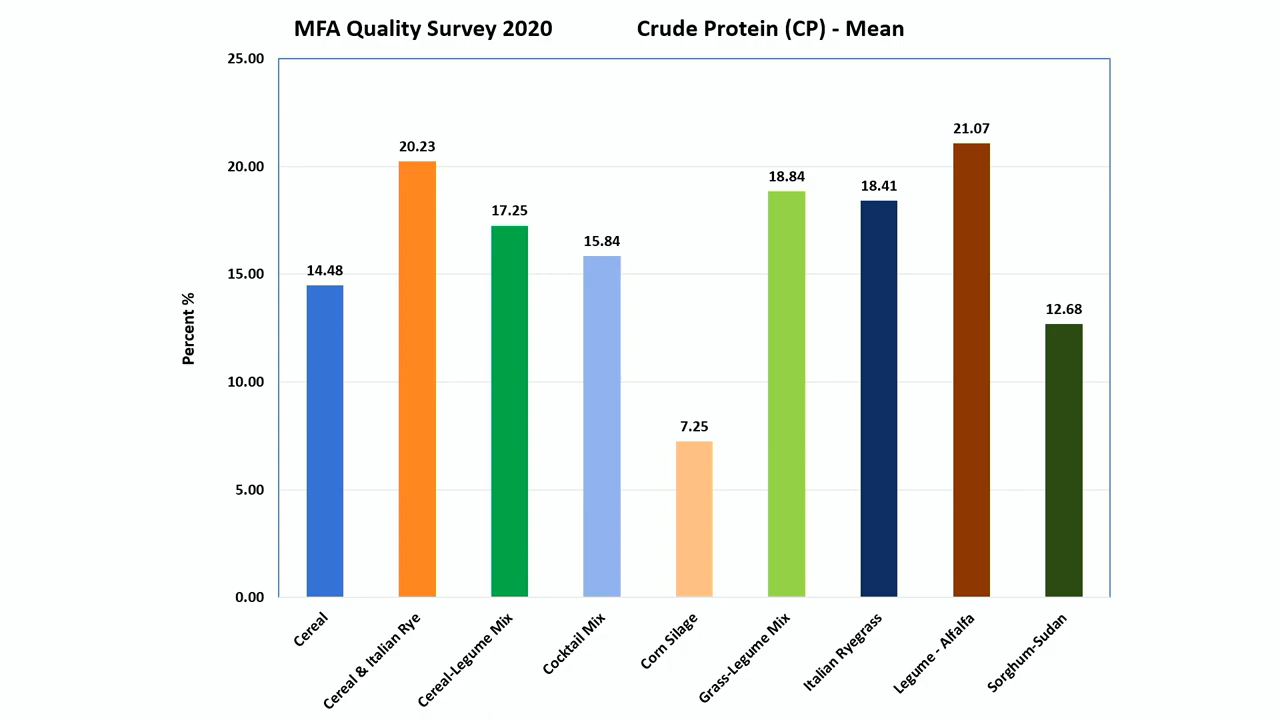 MFA Quality Survey 2020 Crude Protein (CP) - Mean
25.00
20.00
15.00
10.00
5.00
0.00
Percent %
14.48
20.23
17.25
15.84
7.25
18.84
18.41
21.07
12.68
Cereal
Cereal & Italian Rye
Cereal-Legume Mix
Cocktail Mix
Corn Silage
Grass-Legume Mix
Italian Ryegrass
Legume - Alfalfa
Sorghum-Sudan